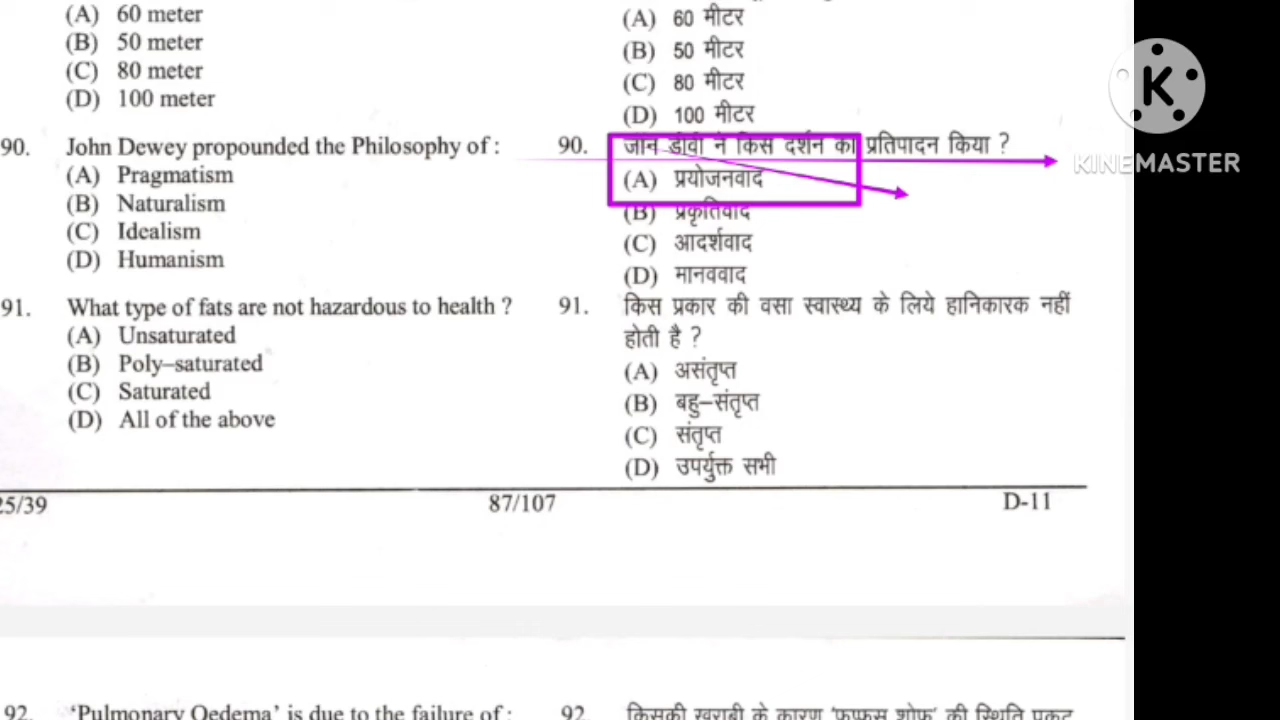 (A) 60 meter
(B) 50 meter
(C) 80 meter
(D) 100 meter
90. John Dewey propounded the Philosophy of :
(A) Pragmatism
(B) Naturalism
(C) Idealism
(D) Humanism
91. What type of fats are not hazardous to health ?
(A) Unsaturated
(B) Poly–saturated
(C) Saturated
(D) All of the above
(A) 60 मीटर
(B) 50 मीटर
(C) 80 मीटर
(D) 100 मीटर
90. जॉन डीवी ने किस दर्शन का प्रतिपादन किया ?
(A) प्रयोजनवाद
(B) प्रकृतिवाद
(C) आदर्शवाद
(D) मानववाद
91. किस प्रकार की वसा स्वास्थ्य के लिये हानिकारक नहीं
होती है ?
(A) असंतृप्त
(B) बहु–संतृप्त
(C) संतृप्त
(D) उपर्युक्त सभी
25/39 87/107 D-11
92. ‘Pulmonary Oedema’ is due to the failure of :
92. किसकी खराबी के कारण ‘फुफ्फुस शोफ’ की स्थिति प्रकट
K
KINEMASTER